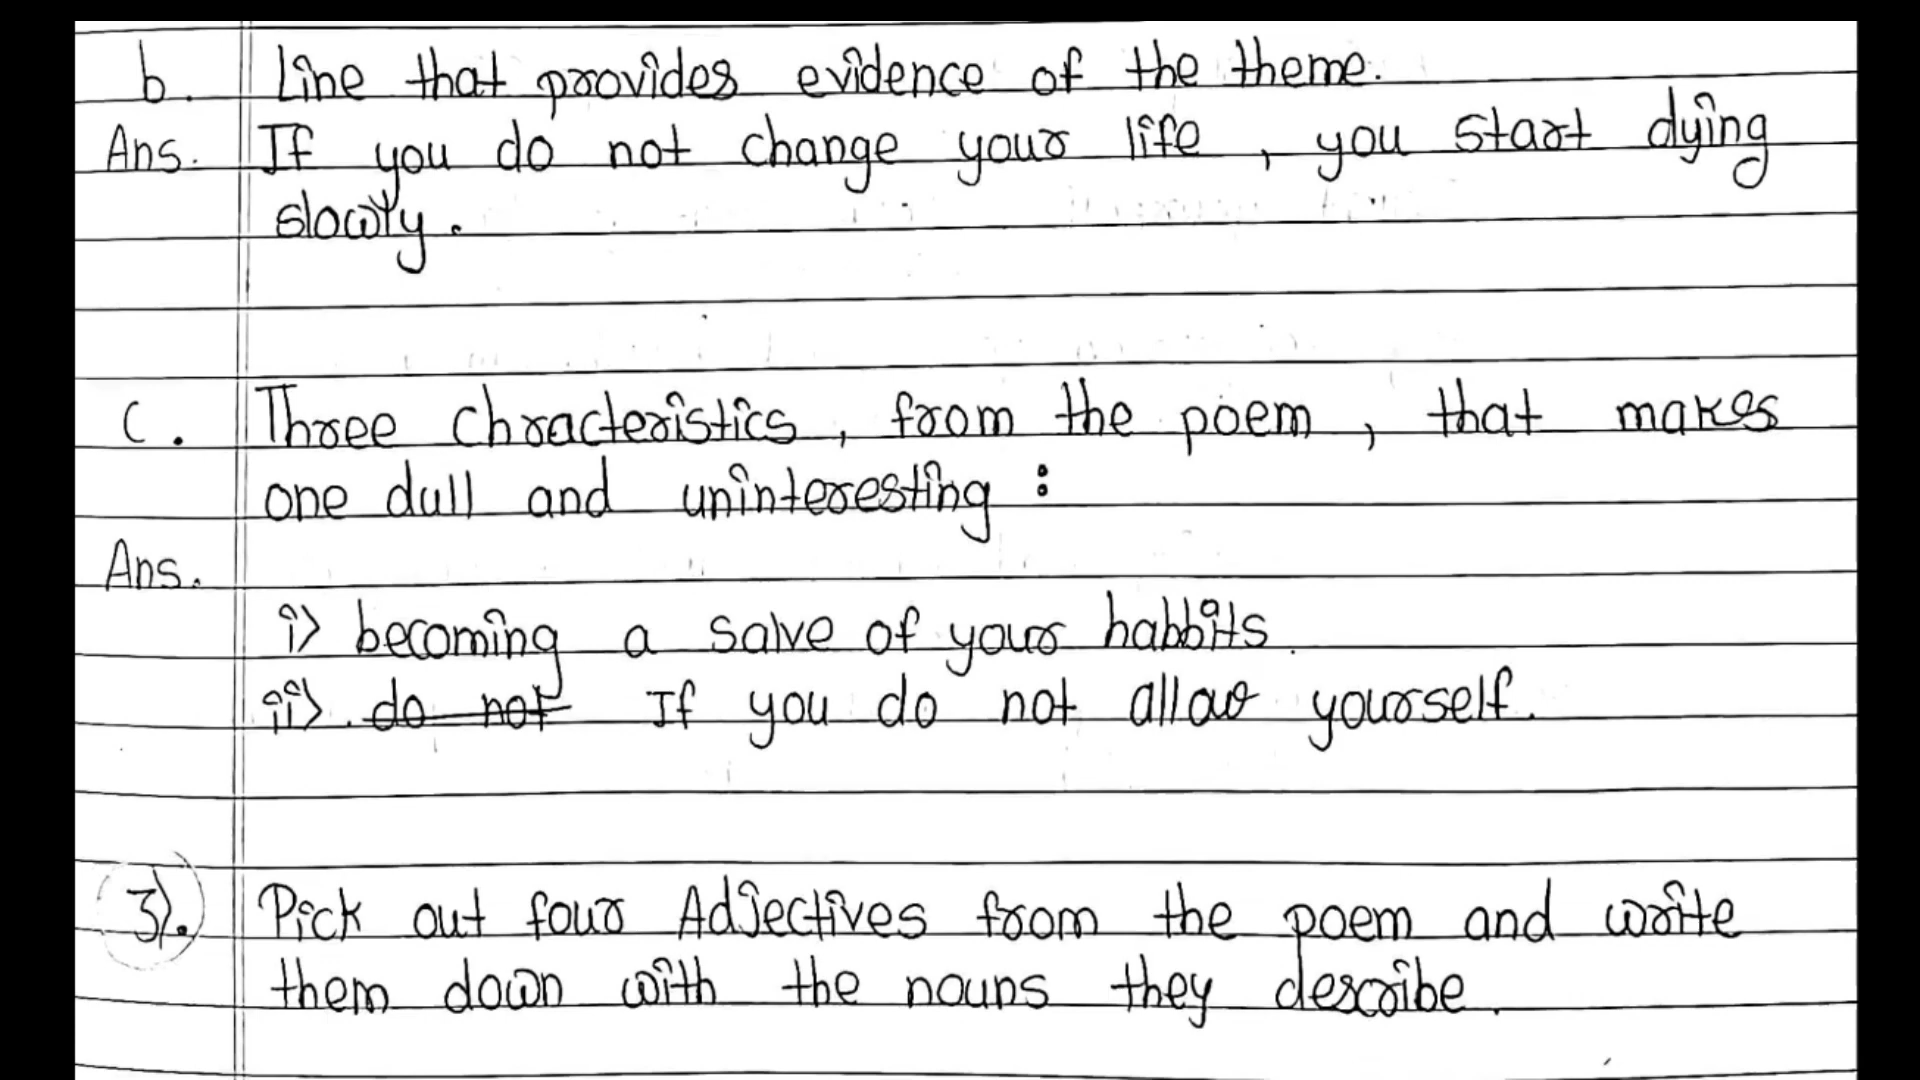 b. Line that provides evidence of the theme.
Ans. If you do not change your life, you start dying
slowly.
c. Three chracteristics, from the poem, that makes
one dull and uninteresting :
Ans.
i) becoming a salve of your habbits.
ii). do not If you do not allow yourself.
3). Pick out four Adjectives from the poem and write
them down with the nouns they describe.